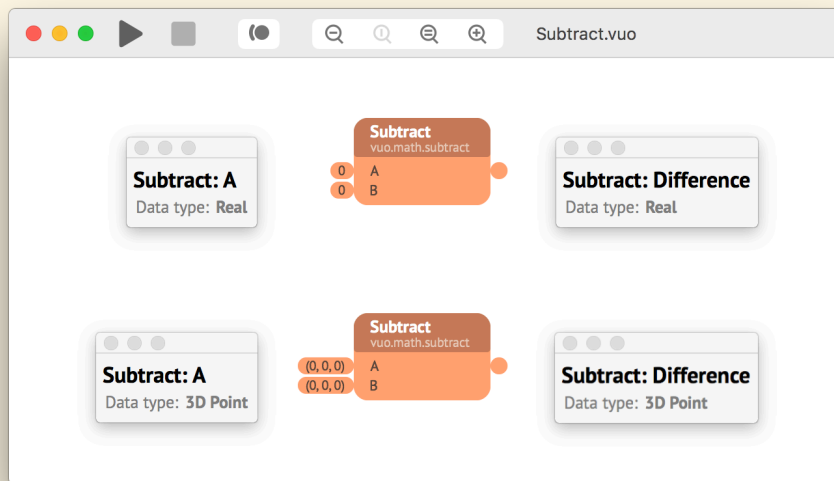 Subtract.vuo
Subtract: A
Data type: Real
Subtract
vuo.math.subtract
0 A
0 B
Subtract: Difference
Data type: Real
Subtract: A
Data type: 3D Point
Subtract
vuo.math.subtract
(0, 0, 0) A
(0, 0, 0) B
Subtract: Difference
Data type: 3D Point